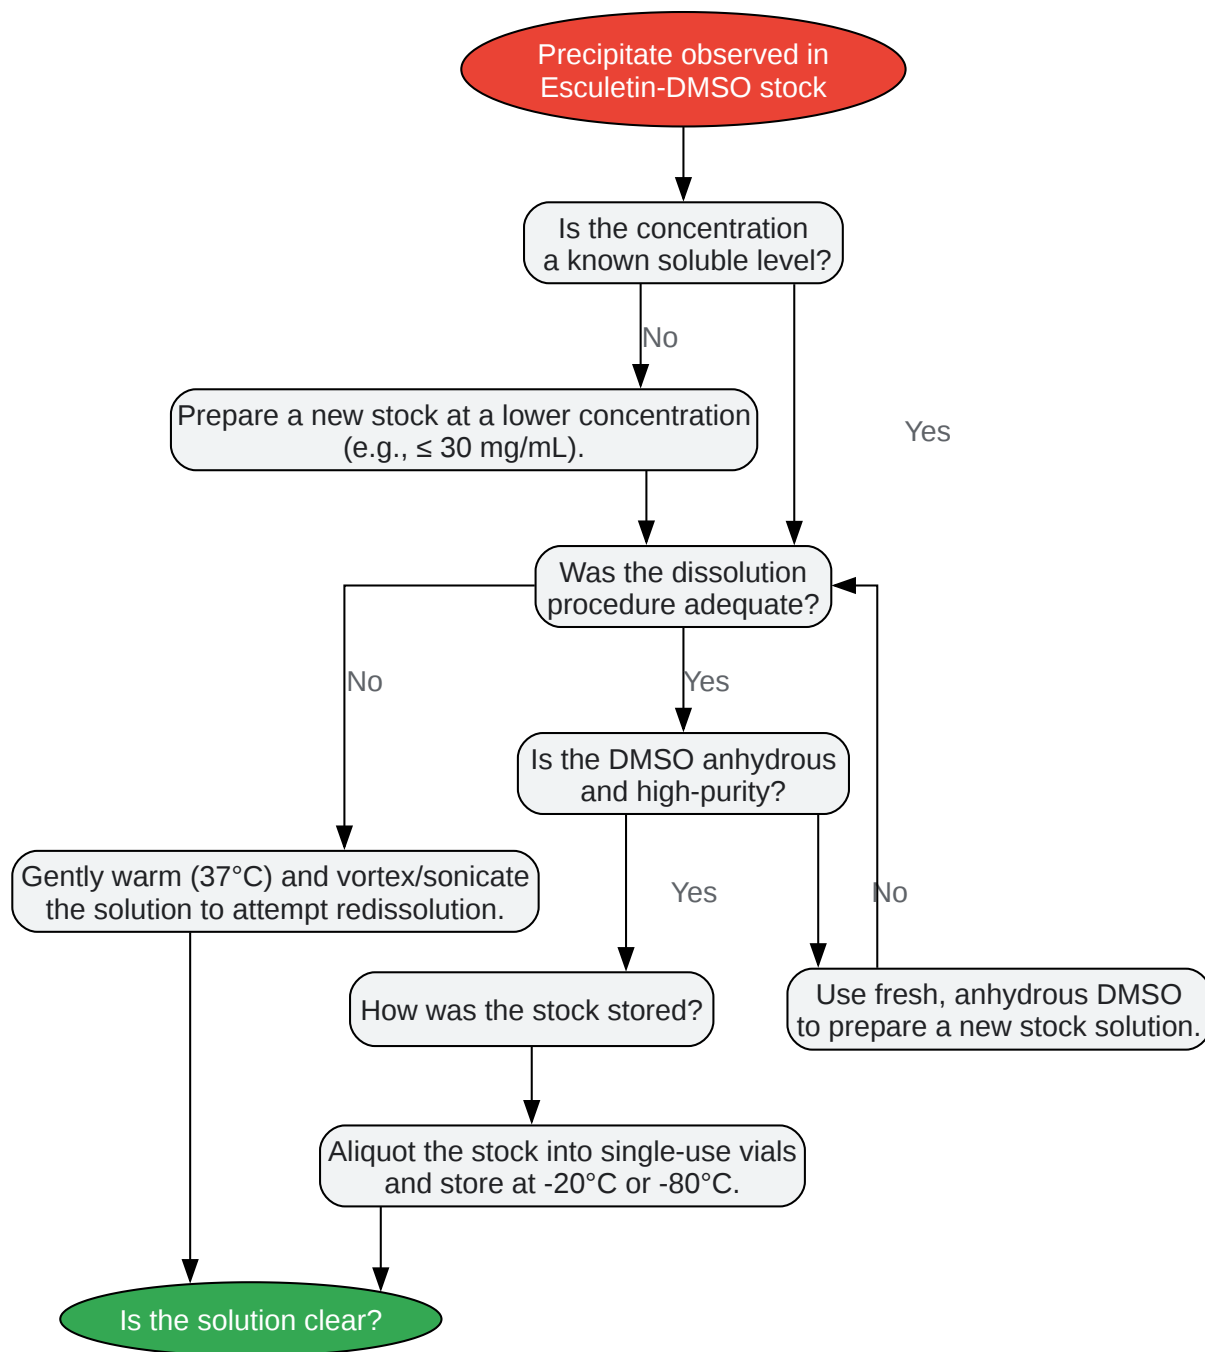 Precipitate observed in
Esculetin-DMSO stock
Is the concentration
a known soluble level?
No
Prepare a new stock at a lower concentration
(e.g., ≤ 30 mg/mL).
Yes
Was the dissolution
procedure adequate?
No
Yes
Is the DMSO anhydrous
and high-purity?
Gently warm (37°C) and vortex/sonicate
the solution to attempt redissolution.
Yes
No
How was the stock stored?
Use fresh, anhydrous DMSO
to prepare a new stock solution.
Aliquot the stock into single-use vials
and store at -20°C or -80°C.
Is the solution clear?